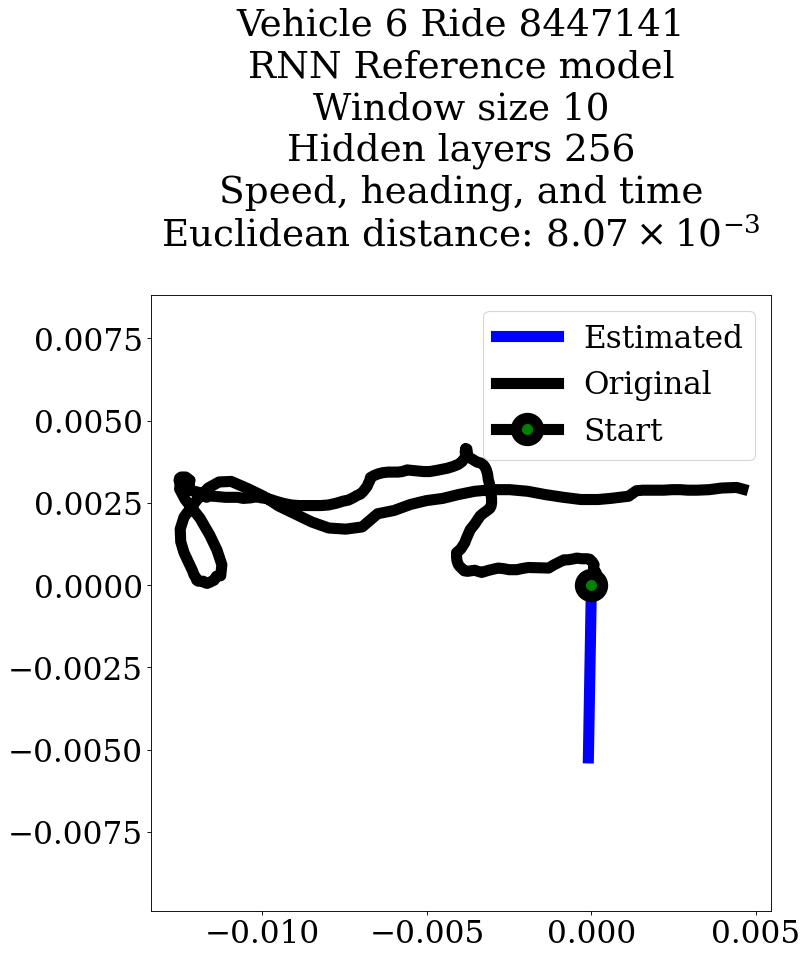 Vehicle 6 Ride 8447141
RNN Reference model
Window size 10
Hidden layers 256
Speed, heading, and time
Euclidean distance: 8.07 × 10⁻³
Estimated
Original
Start
0.0075
0.0050
0.0025
0.0000
−0.0025
−0.0050
−0.0075
−0.010
−0.005
0.000
0.005